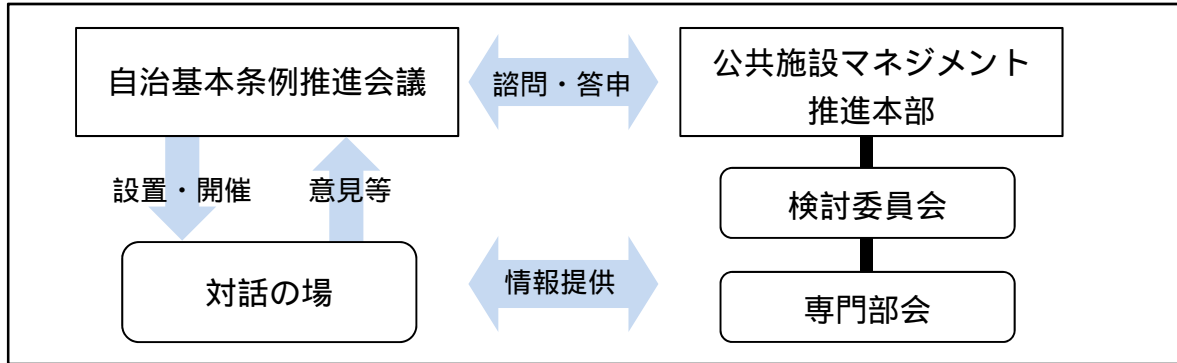 自治基本条例推進会議
諮問・答申
公共施設マネジメント
推進本部
設置・開催
意見等
検討委員会
対話の場
情報提供
専門部会